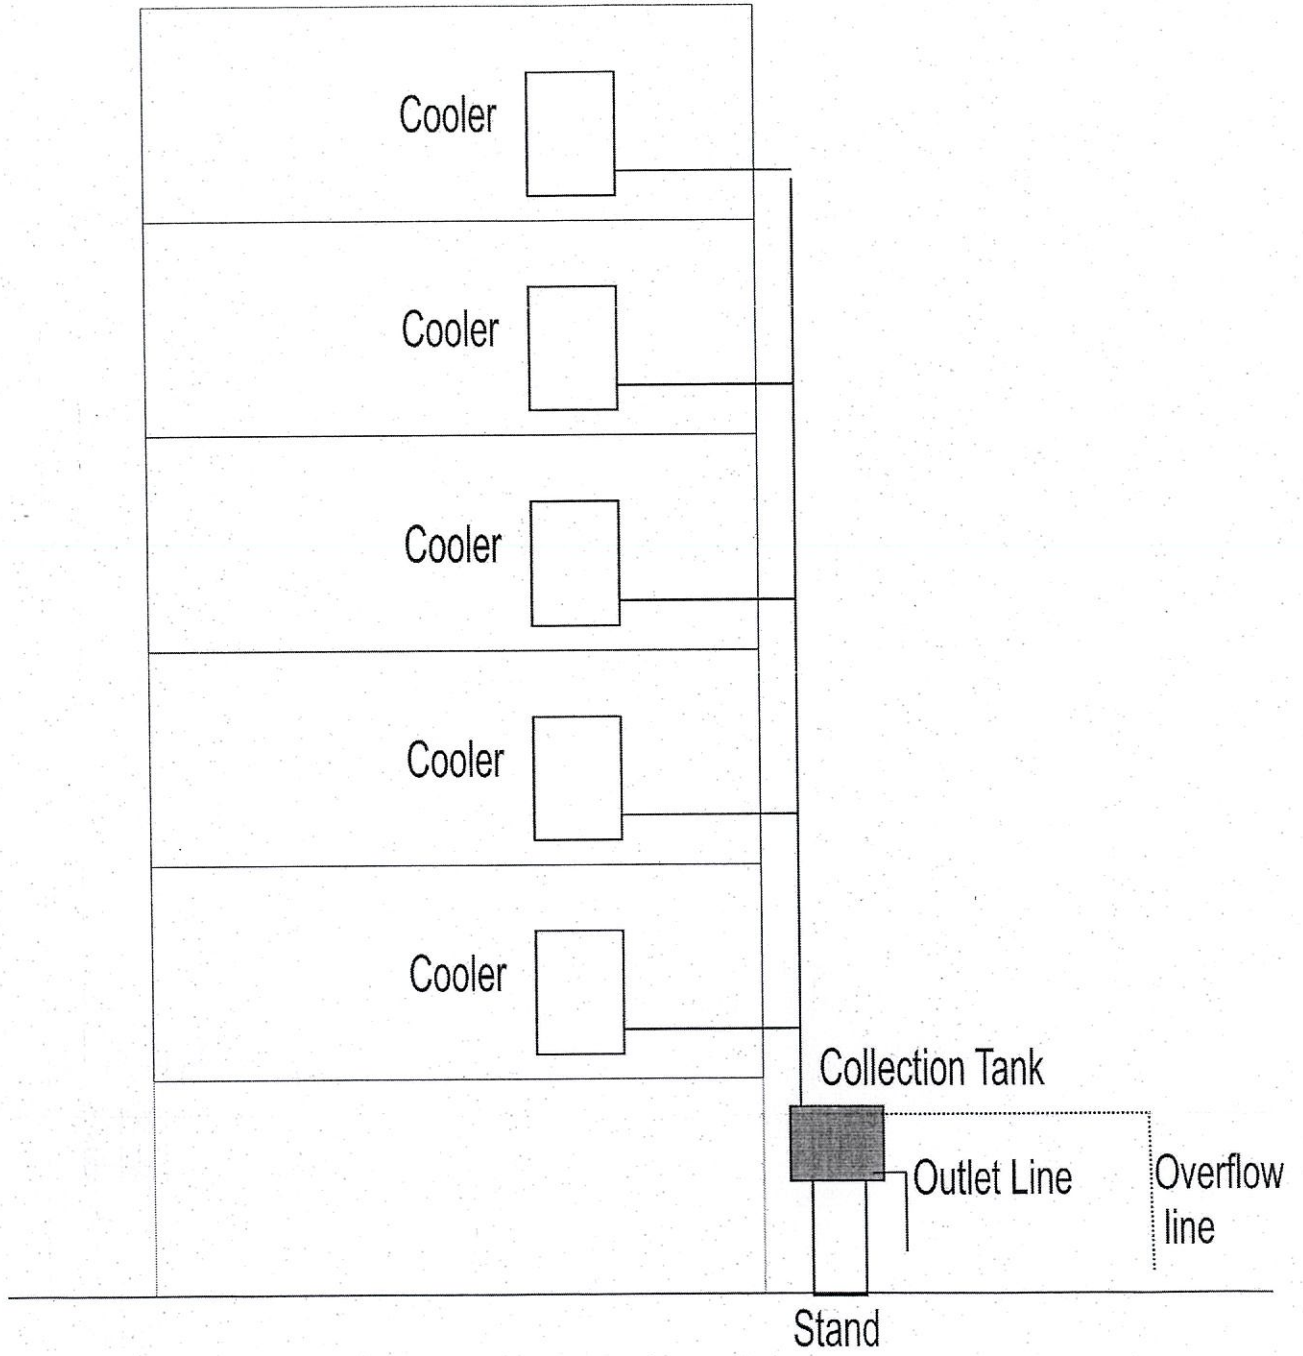 Cooler
Cooler
Cooler
Cooler
Cooler
Collection Tank
Outlet Line
Overflow
line
Stand